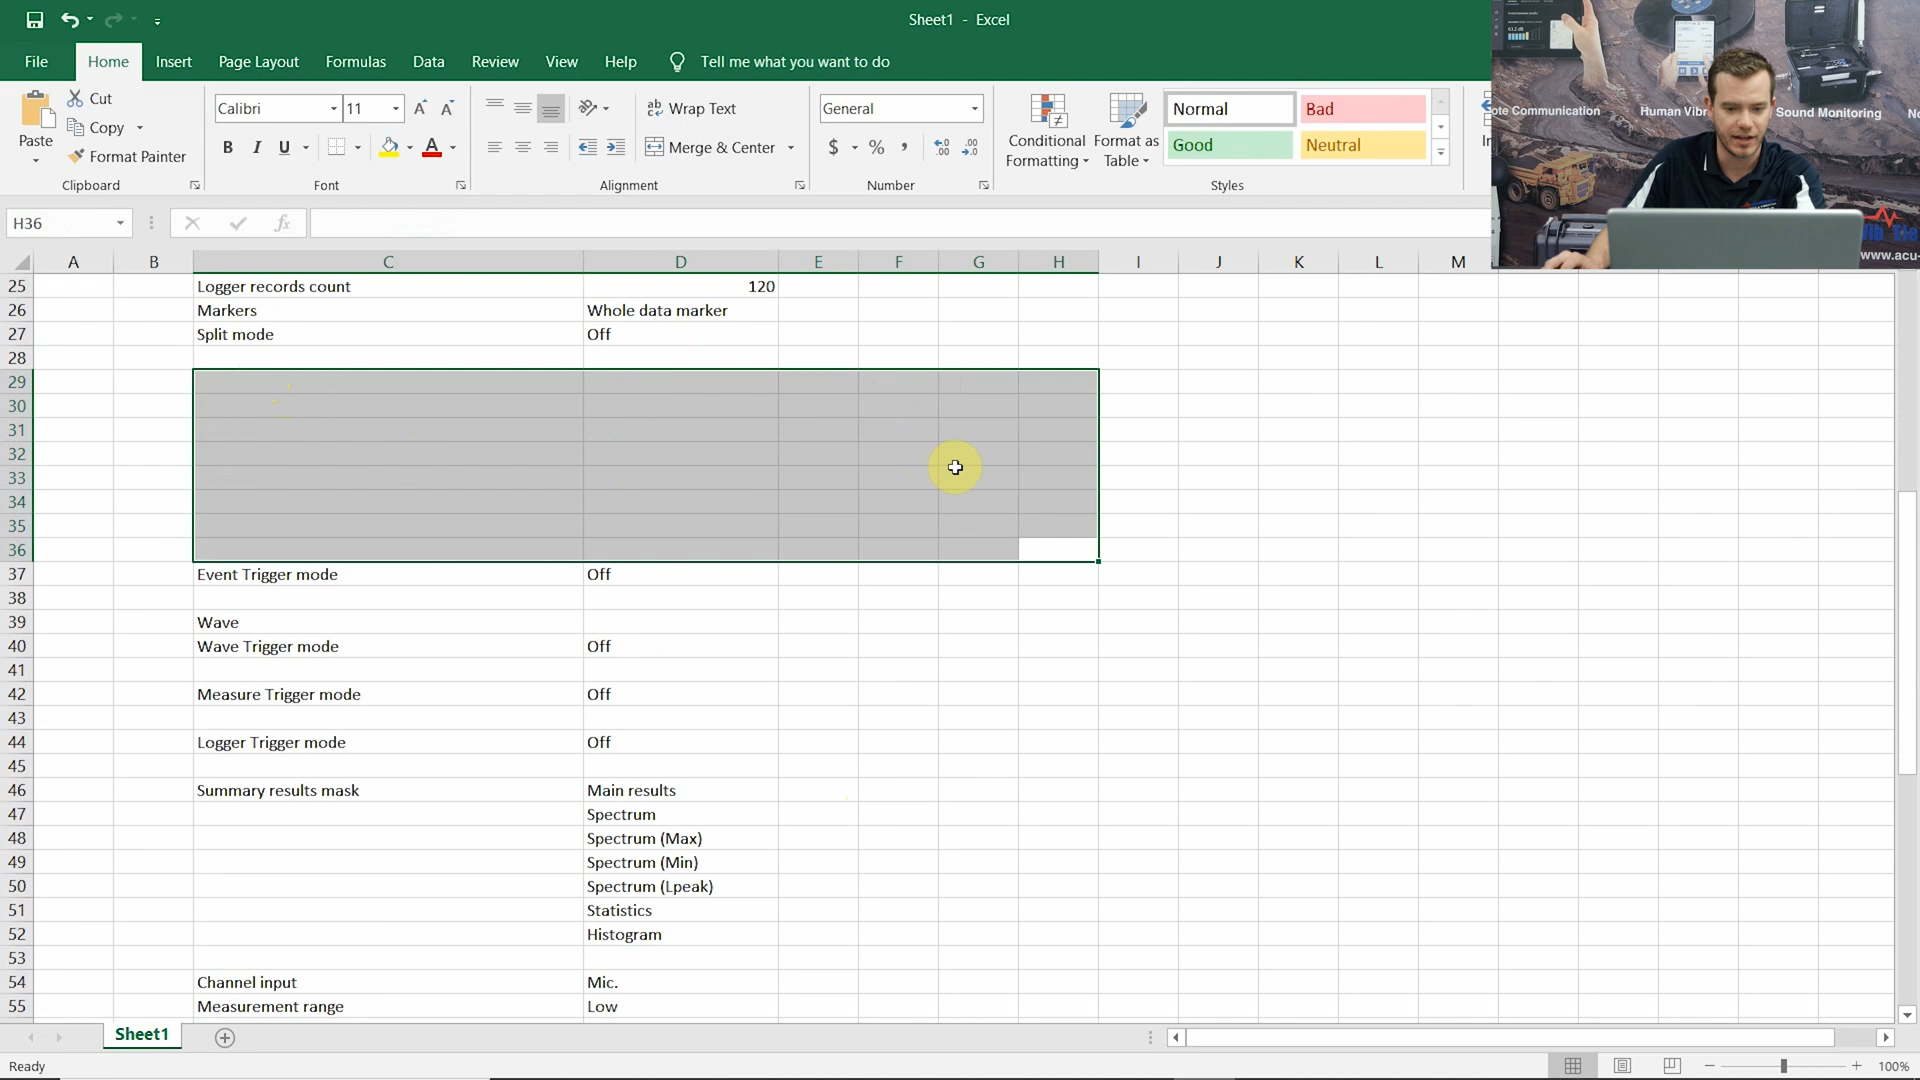 Sheet1 - Excel
File Home Insert Page Layout Formulas Data Review View Help Tell me what you want to do
Paste
Cut
Copy
Format Painter
Clipboard
Calibri 11
B I U
Font
Wrap Text
Merge & Center
Alignment
General
$ % ,
Number
Conditional Formatting
Format as Table
Normal Bad
Good Neutral
Styles
ote Communication Human Vibr Sound Monitoring
www.acu-
H36 fx
A B C D E F G H I J K L M
25 Logger records count 120
26 Markers Whole data marker
27 Split mode Off
28
29
30
31
32
33
34
35
36
37 Event Trigger mode Off
38
39 Wave
40 Wave Trigger mode Off
41
42 Measure Trigger mode Off
43
44 Logger Trigger mode Off
45
46 Summary results mask Main results
47 Spectrum
48 Spectrum (Max)
49 Spectrum (Min)
50 Spectrum (Lpeak)
51 Statistics
52 Histogram
53
54 Channel input Mic.
55 Measurement range Low
Sheet1
Ready 100%